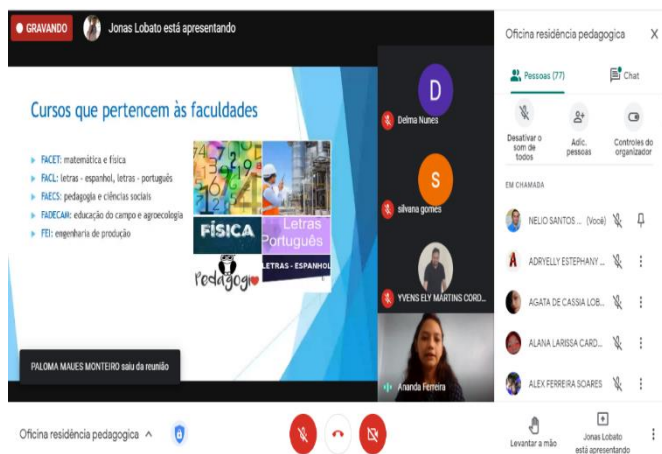 GRAVANDO
Jonas Lobato está apresentando
Cursos que pertencem às faculdades
FACET: matemática e física
FACL: letras - espanhol, letras - português
FAECS: pedagogia e ciências sociais
FADECAM: educação do campo e agroecologia
FEI: engenharia de produção
FÍSICA
Letras
Português
Pedagogia
LETRAS - ESPANHOL
PALOMA MAUES MONTEIRO saiu da reunião
D
Delma Nunes
S
silvana gomes
YVENS ELY MARTINS CORD...
Ananda Ferreira
Oficina residência pedagogica
Pessoas (77)
Chat
Desativar o
som de
todos
Adic.
pessoas
Controles do
organizador
EM CHAMADA
NELIO SANTOS ... (Você)
ADRYELLY ESTEPHANY ...
AGATA DE CASSIA LOB...
ALANA LARISSA CARD...
ALEX FERREIRA SOARES
Oficina residência pedagogica
Levantar a mão
Jonas Lobato
está apresentando